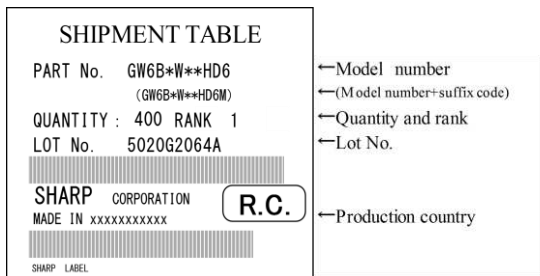 SHIPMENT TABLE
PART No. GW6B*W**HD6 ←Model number
(GW6B*W**HD6M) ←(Model number+suffix code)
QUANTITY : 400 RANK 1 ←Quantity and rank
LOT No. 5020G2064A ←Lot No.
SHARP CORPORATION R.C.
MADE IN xxxxxxxxxxx ←Production country
SHARP LABEL